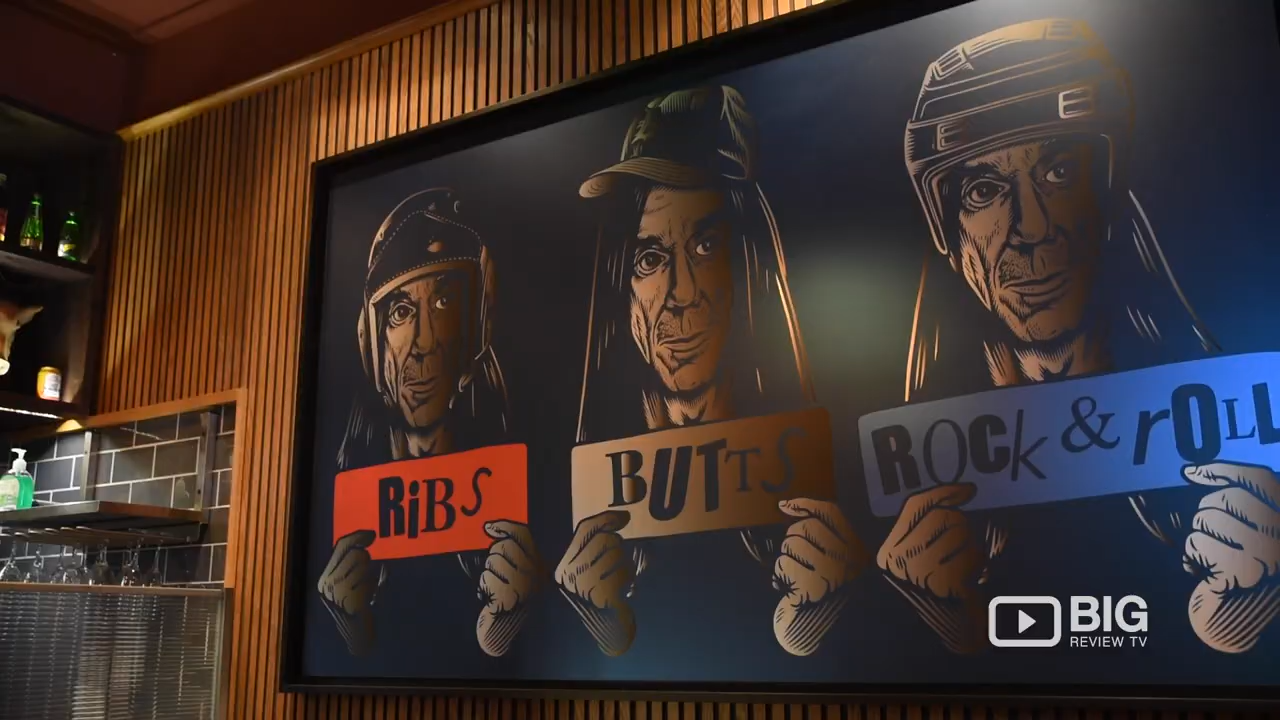 RiBS
BUTTS
ROCk & rOLL
BIG
REVIEW TV